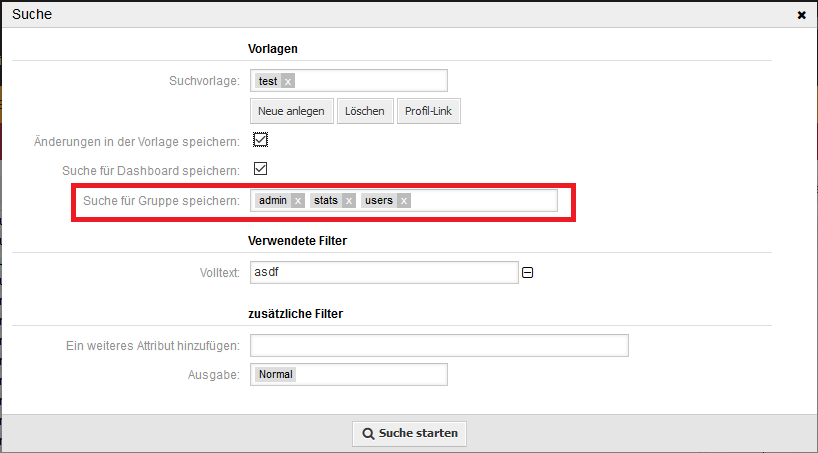 Suche
Vorlagen
Suchvorlage: test x
Neue anlegen Löschen Profil-Link
Änderungen in der Vorlage speichern:
Suche für Dashboard speichern:
Suche für Gruppe speichern: admin x stats x users x
Verwendete Filter
Volltext: asdf
zusätzliche Filter
Ein weiteres Attribut hinzufügen:
Ausgabe: Normal
Suche starten